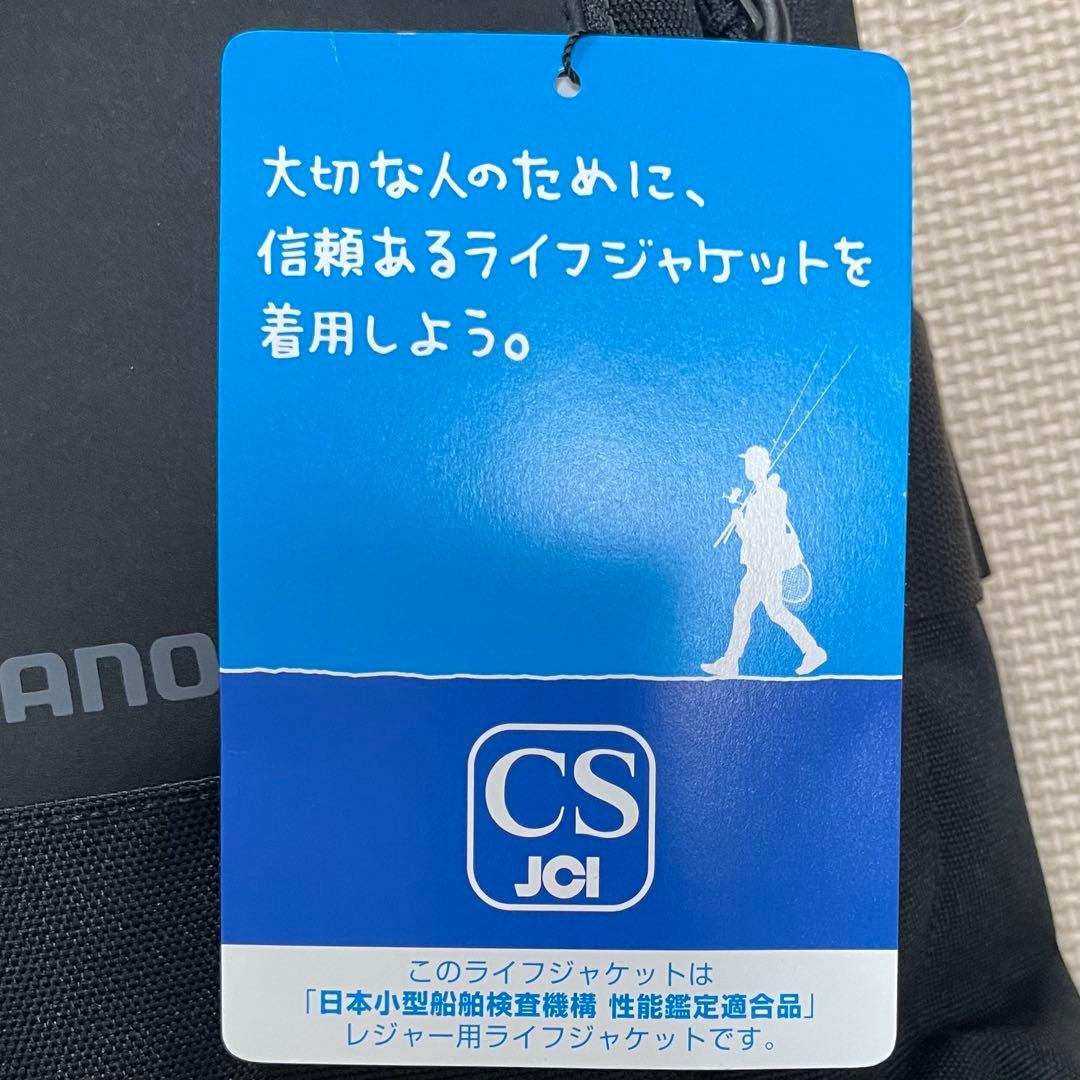 大切な人のために、
信頼あるライフジャケットを
着用しよう。
ANO
CS
JCI
このライフジャケットは
「日本小型船舶検査機構 性能鑑定適合品」
レジャー用ライフジャケットです。